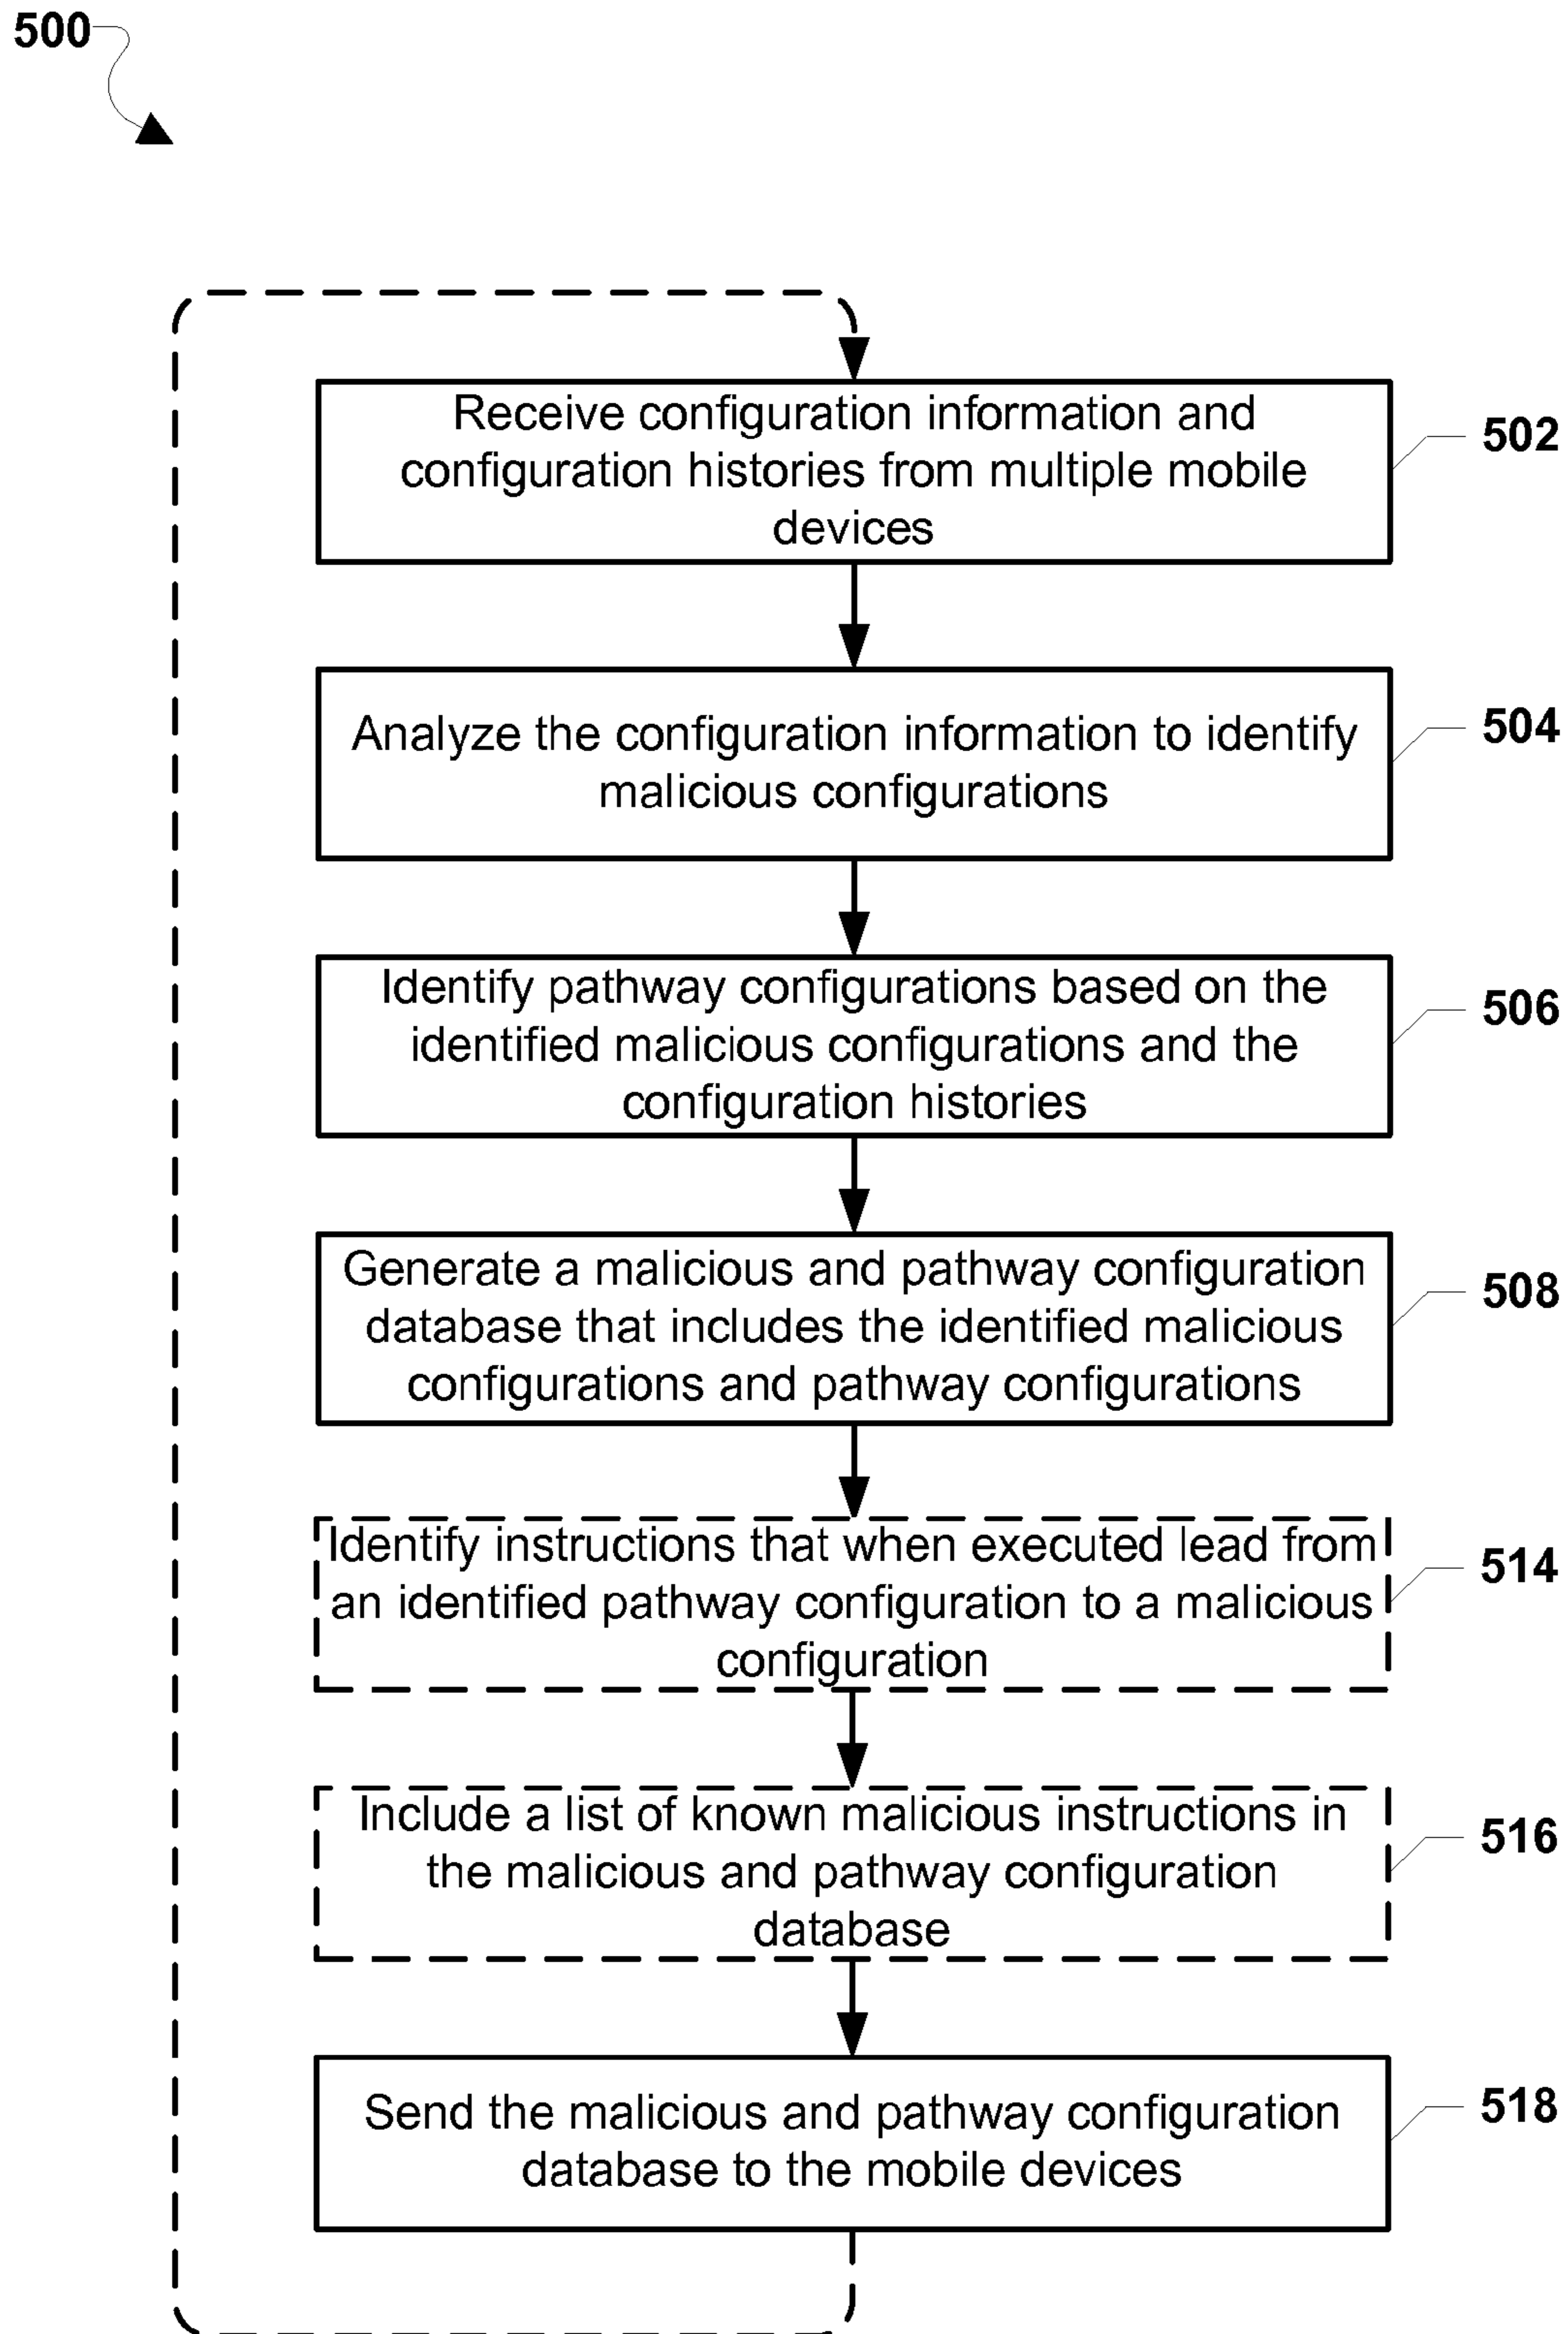 500
Receive configuration information and
configuration histories from multiple mobile
devices
502
Analyze the configuration information to identify
malicious configurations
504
Identify pathway configurations based on the
identified malicious configurations and the
configuration histories
506
Generate a malicious and pathway configuration
database that includes the identified malicious
configurations and pathway configurations
508
Identify instructions that when executed lead from
an identified pathway configuration to a malicious
configuration
514
Include a list of known malicious instructions in
the malicious and pathway configuration
database
516
Send the malicious and pathway configuration
database to the mobile devices
518